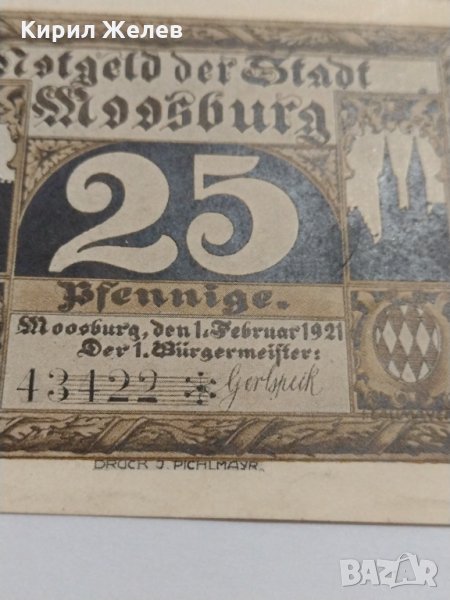 Кирил Желев
Notgeld der Stadt
Moosburg
25
Pfennige.
Moosburg, den 1. Februar 1921
Der 1. Bürgermeister:
43422
DRUCK J. PICHLMAYR.
BAZAR